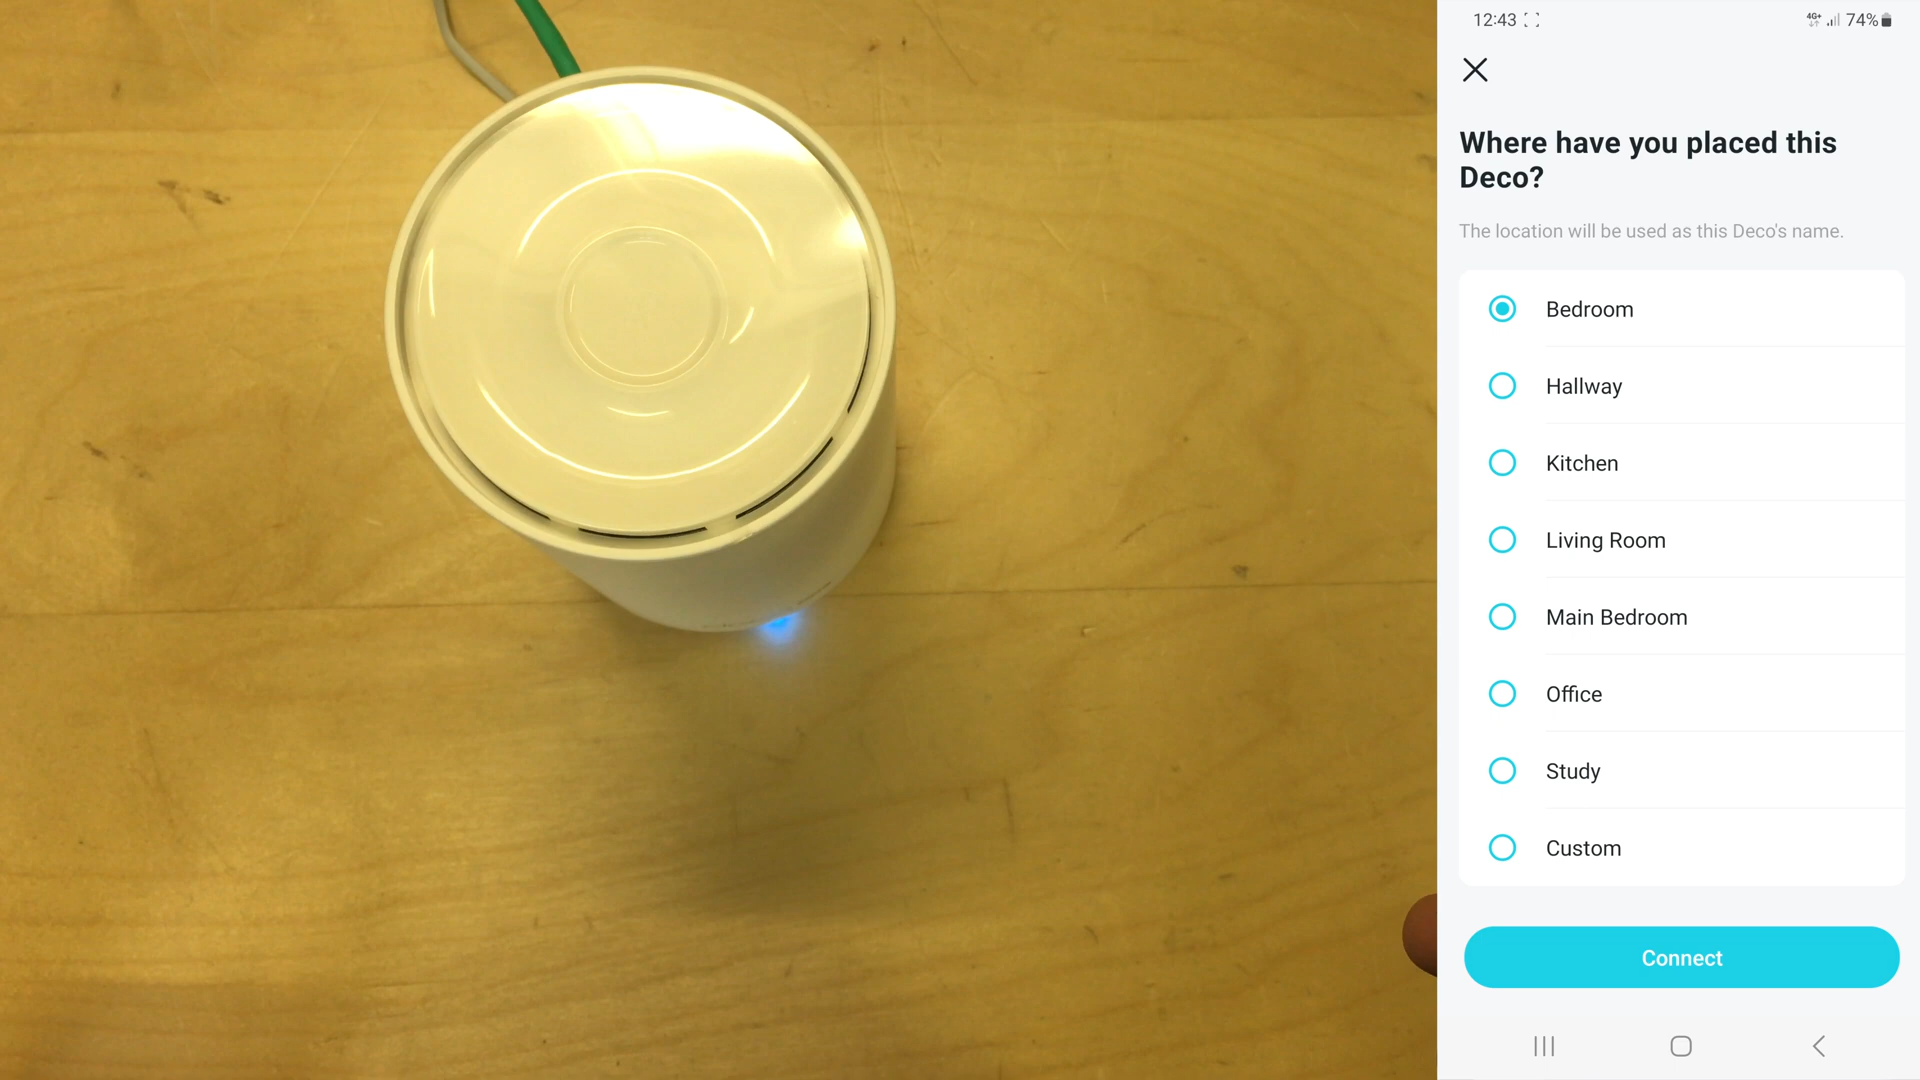 12:43
4G+ 74%
Where have you placed this
Deco?
The location will be used as this Deco's name.
Bedroom
Hallway
Kitchen
Living Room
Main Bedroom
Office
Study
Custom
Connect